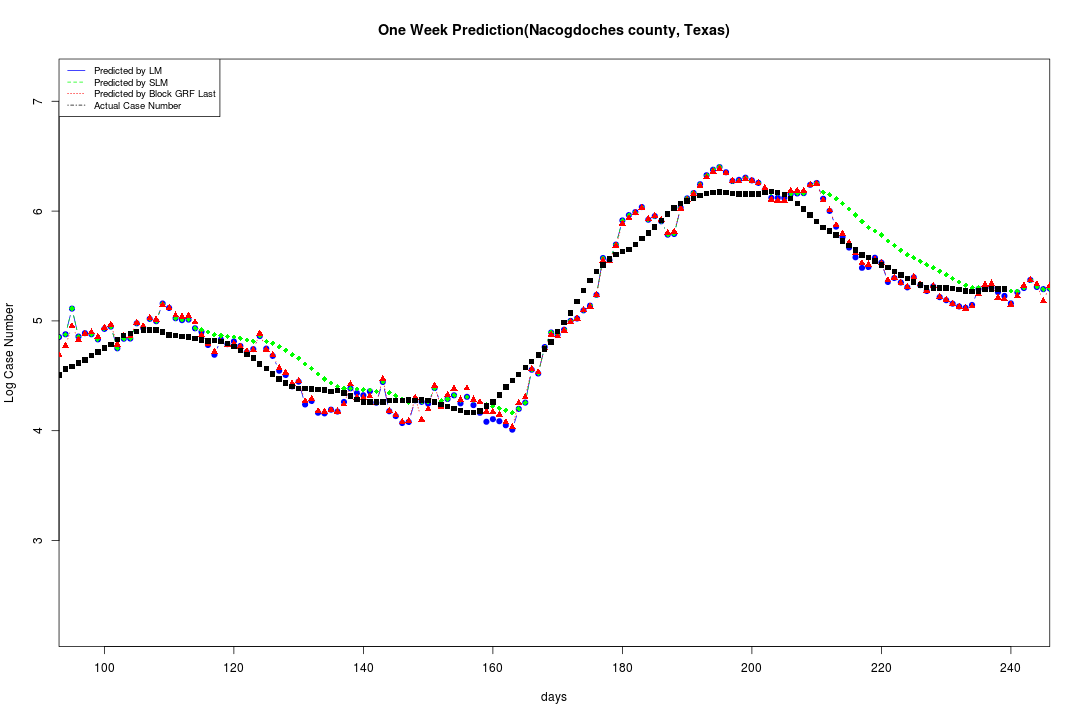 One Week Prediction(Nacogdoches county, Texas)
Predicted by LM
Predicted by SLM
Predicted by Block GRF Last
Actual Case Number
7
6
5
4
3
Log Case Number
100 120 140 160 180 200 220 240
days